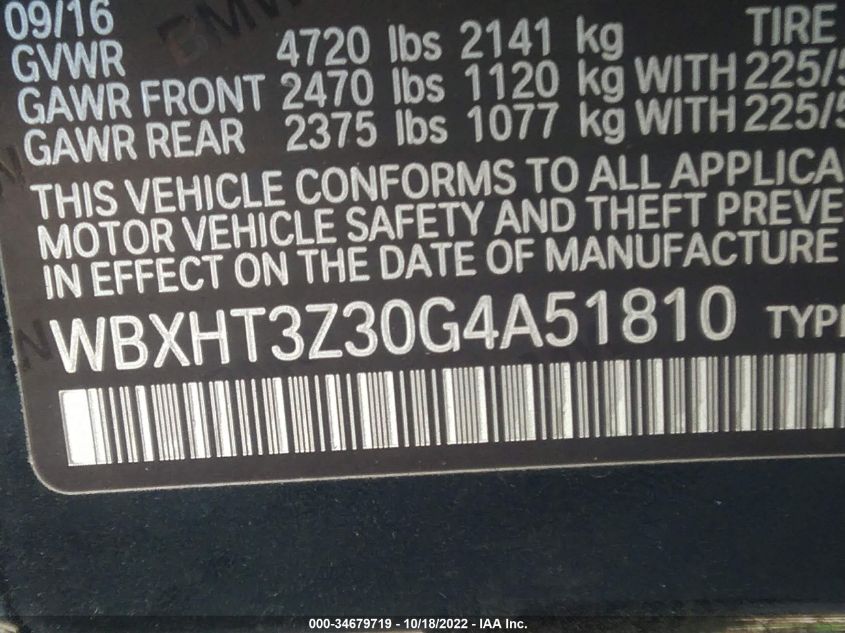 09/16
GVWR 4720 lbs 2141 kg TIRE
GAWR FRONT 2470 lbs 1120 kg WITH 225/5
GAWR REAR 2375 lbs 1077 kg WITH 225/5
THIS VEHICLE CONFORMS TO ALL APPLICA
MOTOR VEHICLE SAFETY AND THEFT PREVE
IN EFFECT ON THE DATE OF MANUFACTURE
WBXHT3Z30G4A51810 TYPE
000-34679719 - 10/18/2022 - IAA Inc.